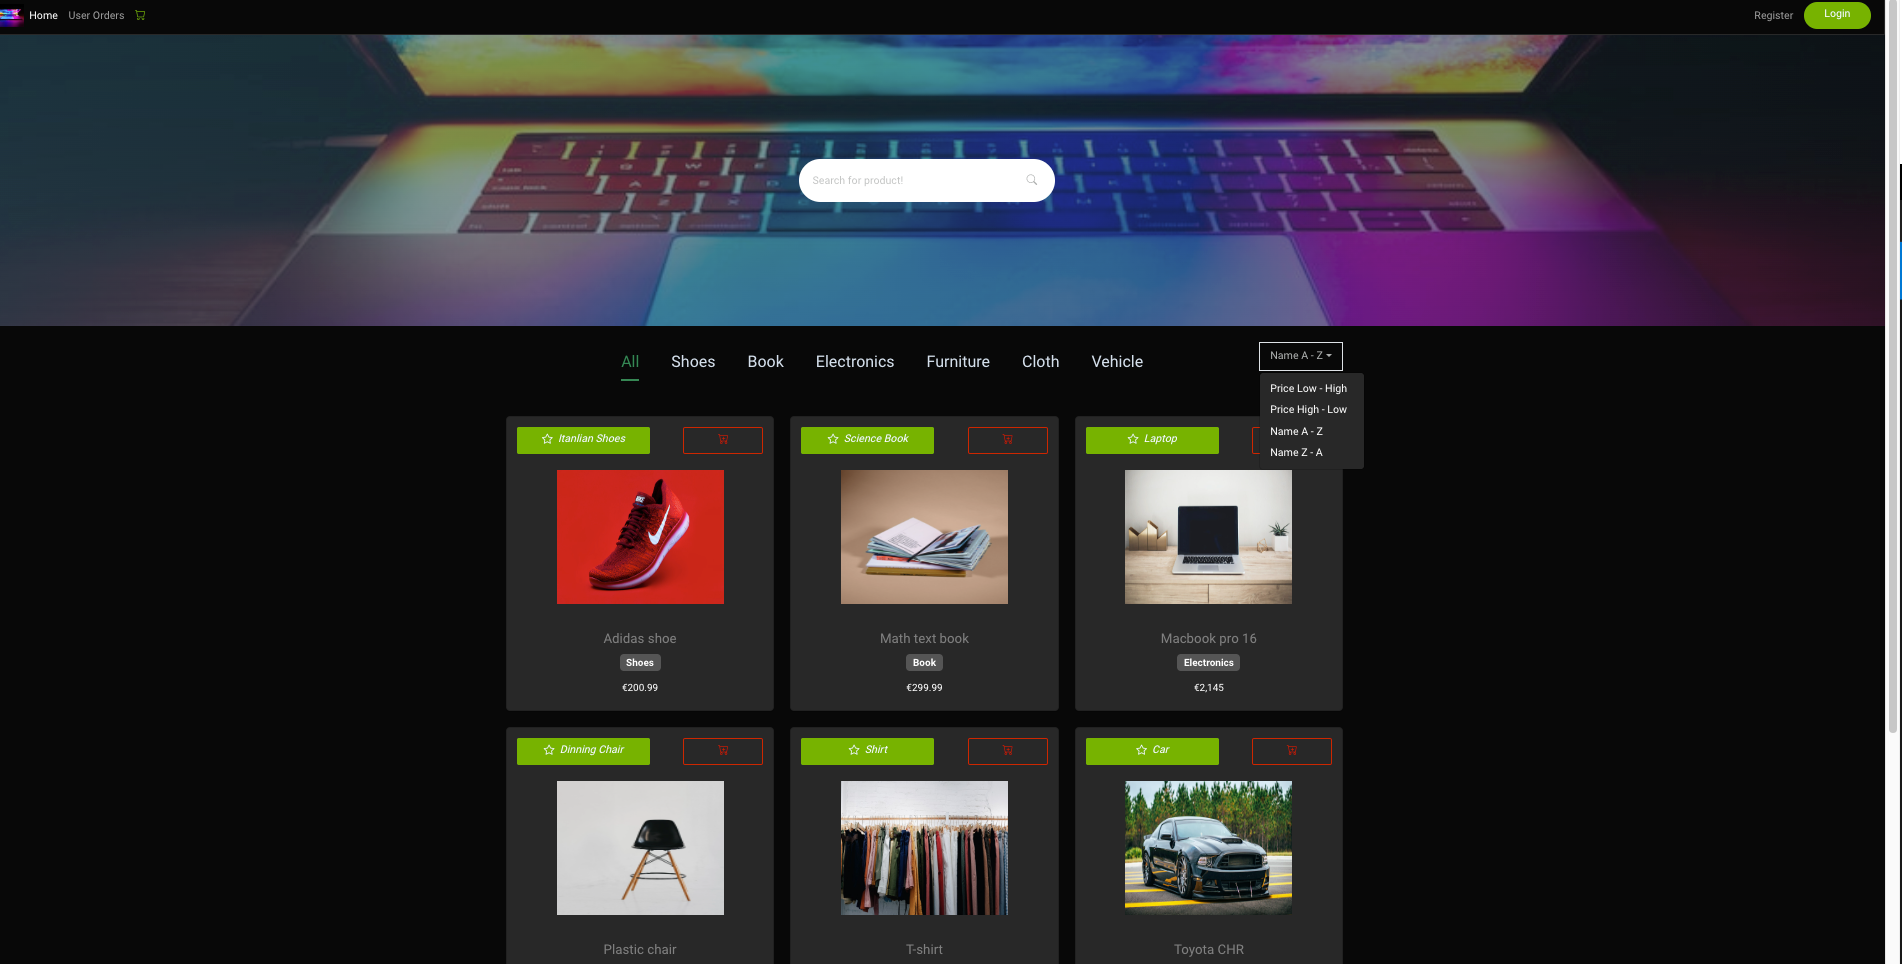 Home User Orders Register Login
Search for product!
All Shoes Book Electronics Furniture Cloth Vehicle Name A - Z
Price Low - High
Price High - Low
Name A - Z
Name Z - A
Itanlian Shoes Science Book Laptop
Adidas shoe Math text book Macbook pro 16
Shoes Book Electronics
€200.99 €299.99 €2,145
Dinning Chair Shirt Car
Plastic chair T-shirt Toyota CHR